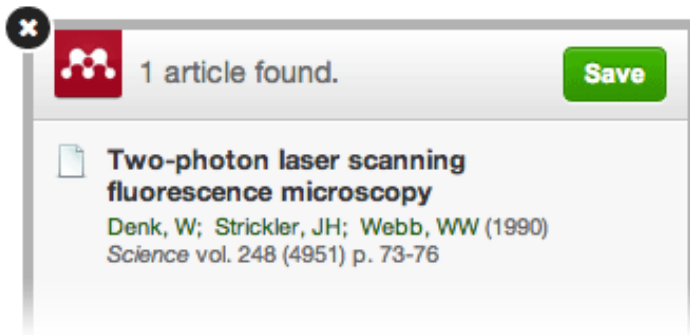 1 article found.
Save
Two-photon laser scanning
fluorescence microscopy
Denk, W; Strickler, JH; Webb, WW (1990)
Science vol. 248 (4951) p. 73-76